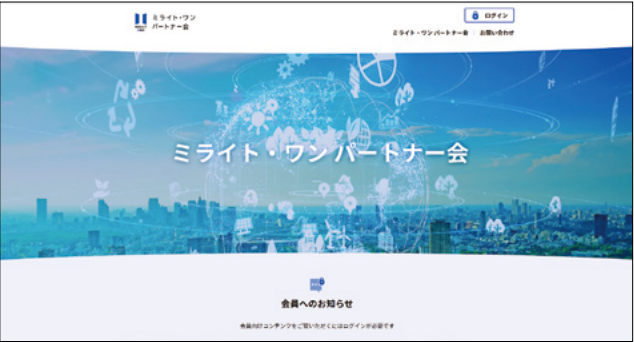 ミライト・ワン
パートナー会
ログイン
ミライト・ワン パートナー会
お問い合わせ
ミライト・ワン パートナー会
会員へのお知らせ
会員向けコンテンツをご覧いただくにはログインが必要です